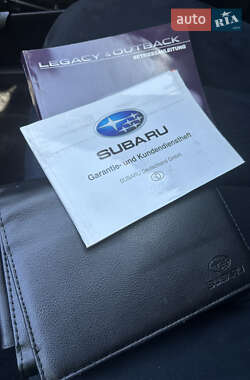 auto RIA
LEGACY & OUTBACK
BETRIEBSANLEITUNG
SUBARU
Garantie- und Kundendienstheft
SUBARU Deutschland GmbH
SUBARU